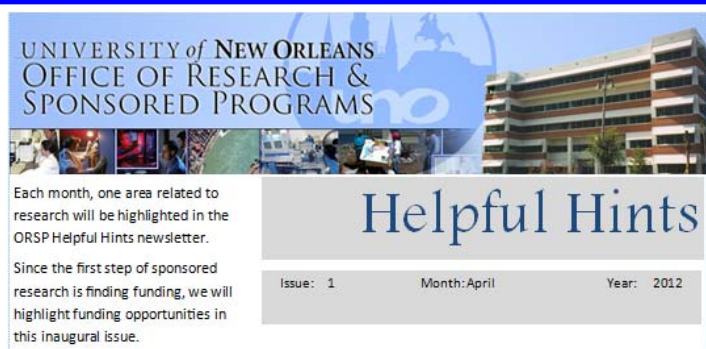 UNIVERSITY of NEW ORLEANS
OFFICE OF RESEARCH &
SPONSORED PROGRAMS
uno
Each month, one area related to
research will be highlighted in the
ORSP Helpful Hints newsletter.
Since the first step of sponsored
research is finding funding, we will
highlight funding opportunities in
this inaugural issue.
Helpful Hints
Issue: 1 Month: April Year: 2012